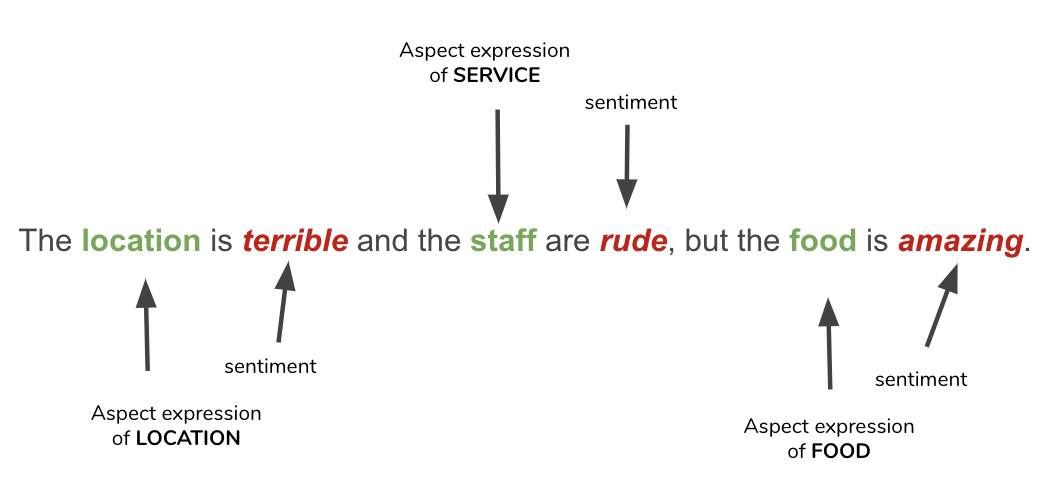 Aspect expression
of SERVICE
sentiment
The location is terrible and the staff are rude, but the food is amazing.
sentiment
Aspect expression
of LOCATION
sentiment
Aspect expression
of FOOD